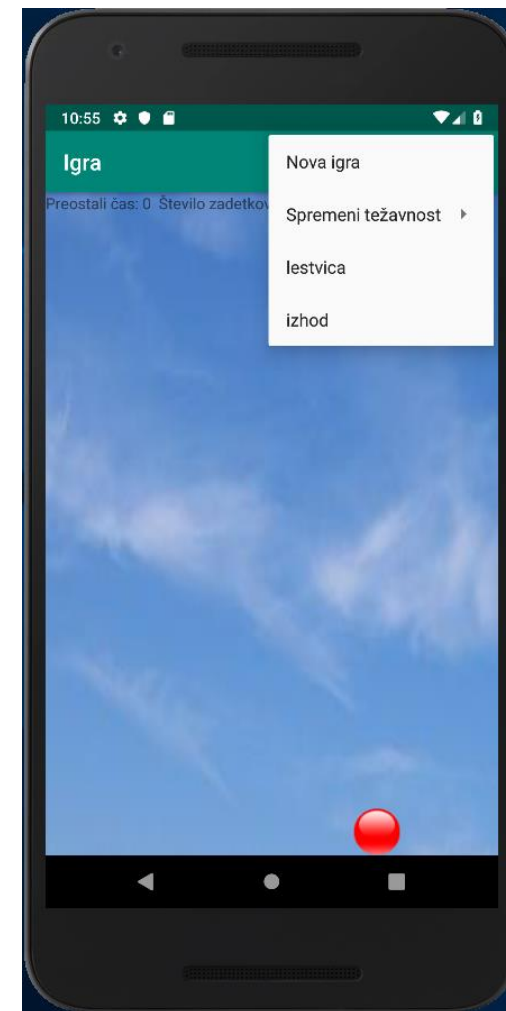 10:55
Igra
Preostali čas: 0 Število zadetkov
Nova igra
Spremeni težavnost
lestvica
izhod